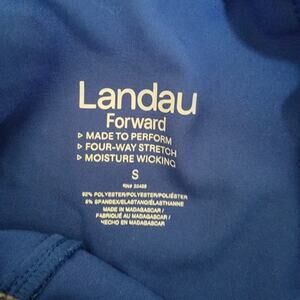 Landau
Forward
▷ MADE TO PERFORM
▷ FOUR-WAY STRETCH
▷ MOISTURE WICKING
S
92% POLYESTER/POLYESTER/POLIÉSTER
8% SPANDEX/ELASTANO/ÉLASTHANNE
MADE IN MADAGASCAR/
FABRIQUÉ AU MADAGASCAR/
HECHO EN MADAGASCAR